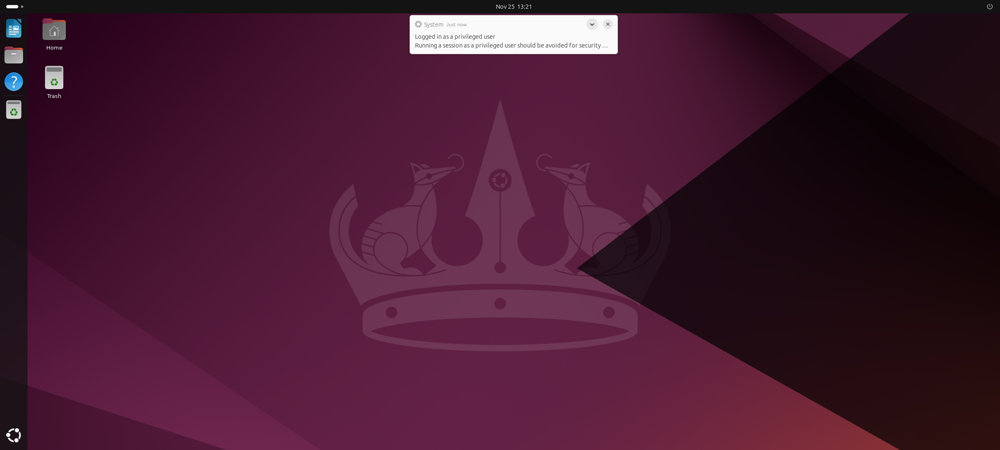 Nov 25 13:21
System Just now
Logged in as a privileged user
Running a session as a privileged user should be avoided for security …
Home
Trash